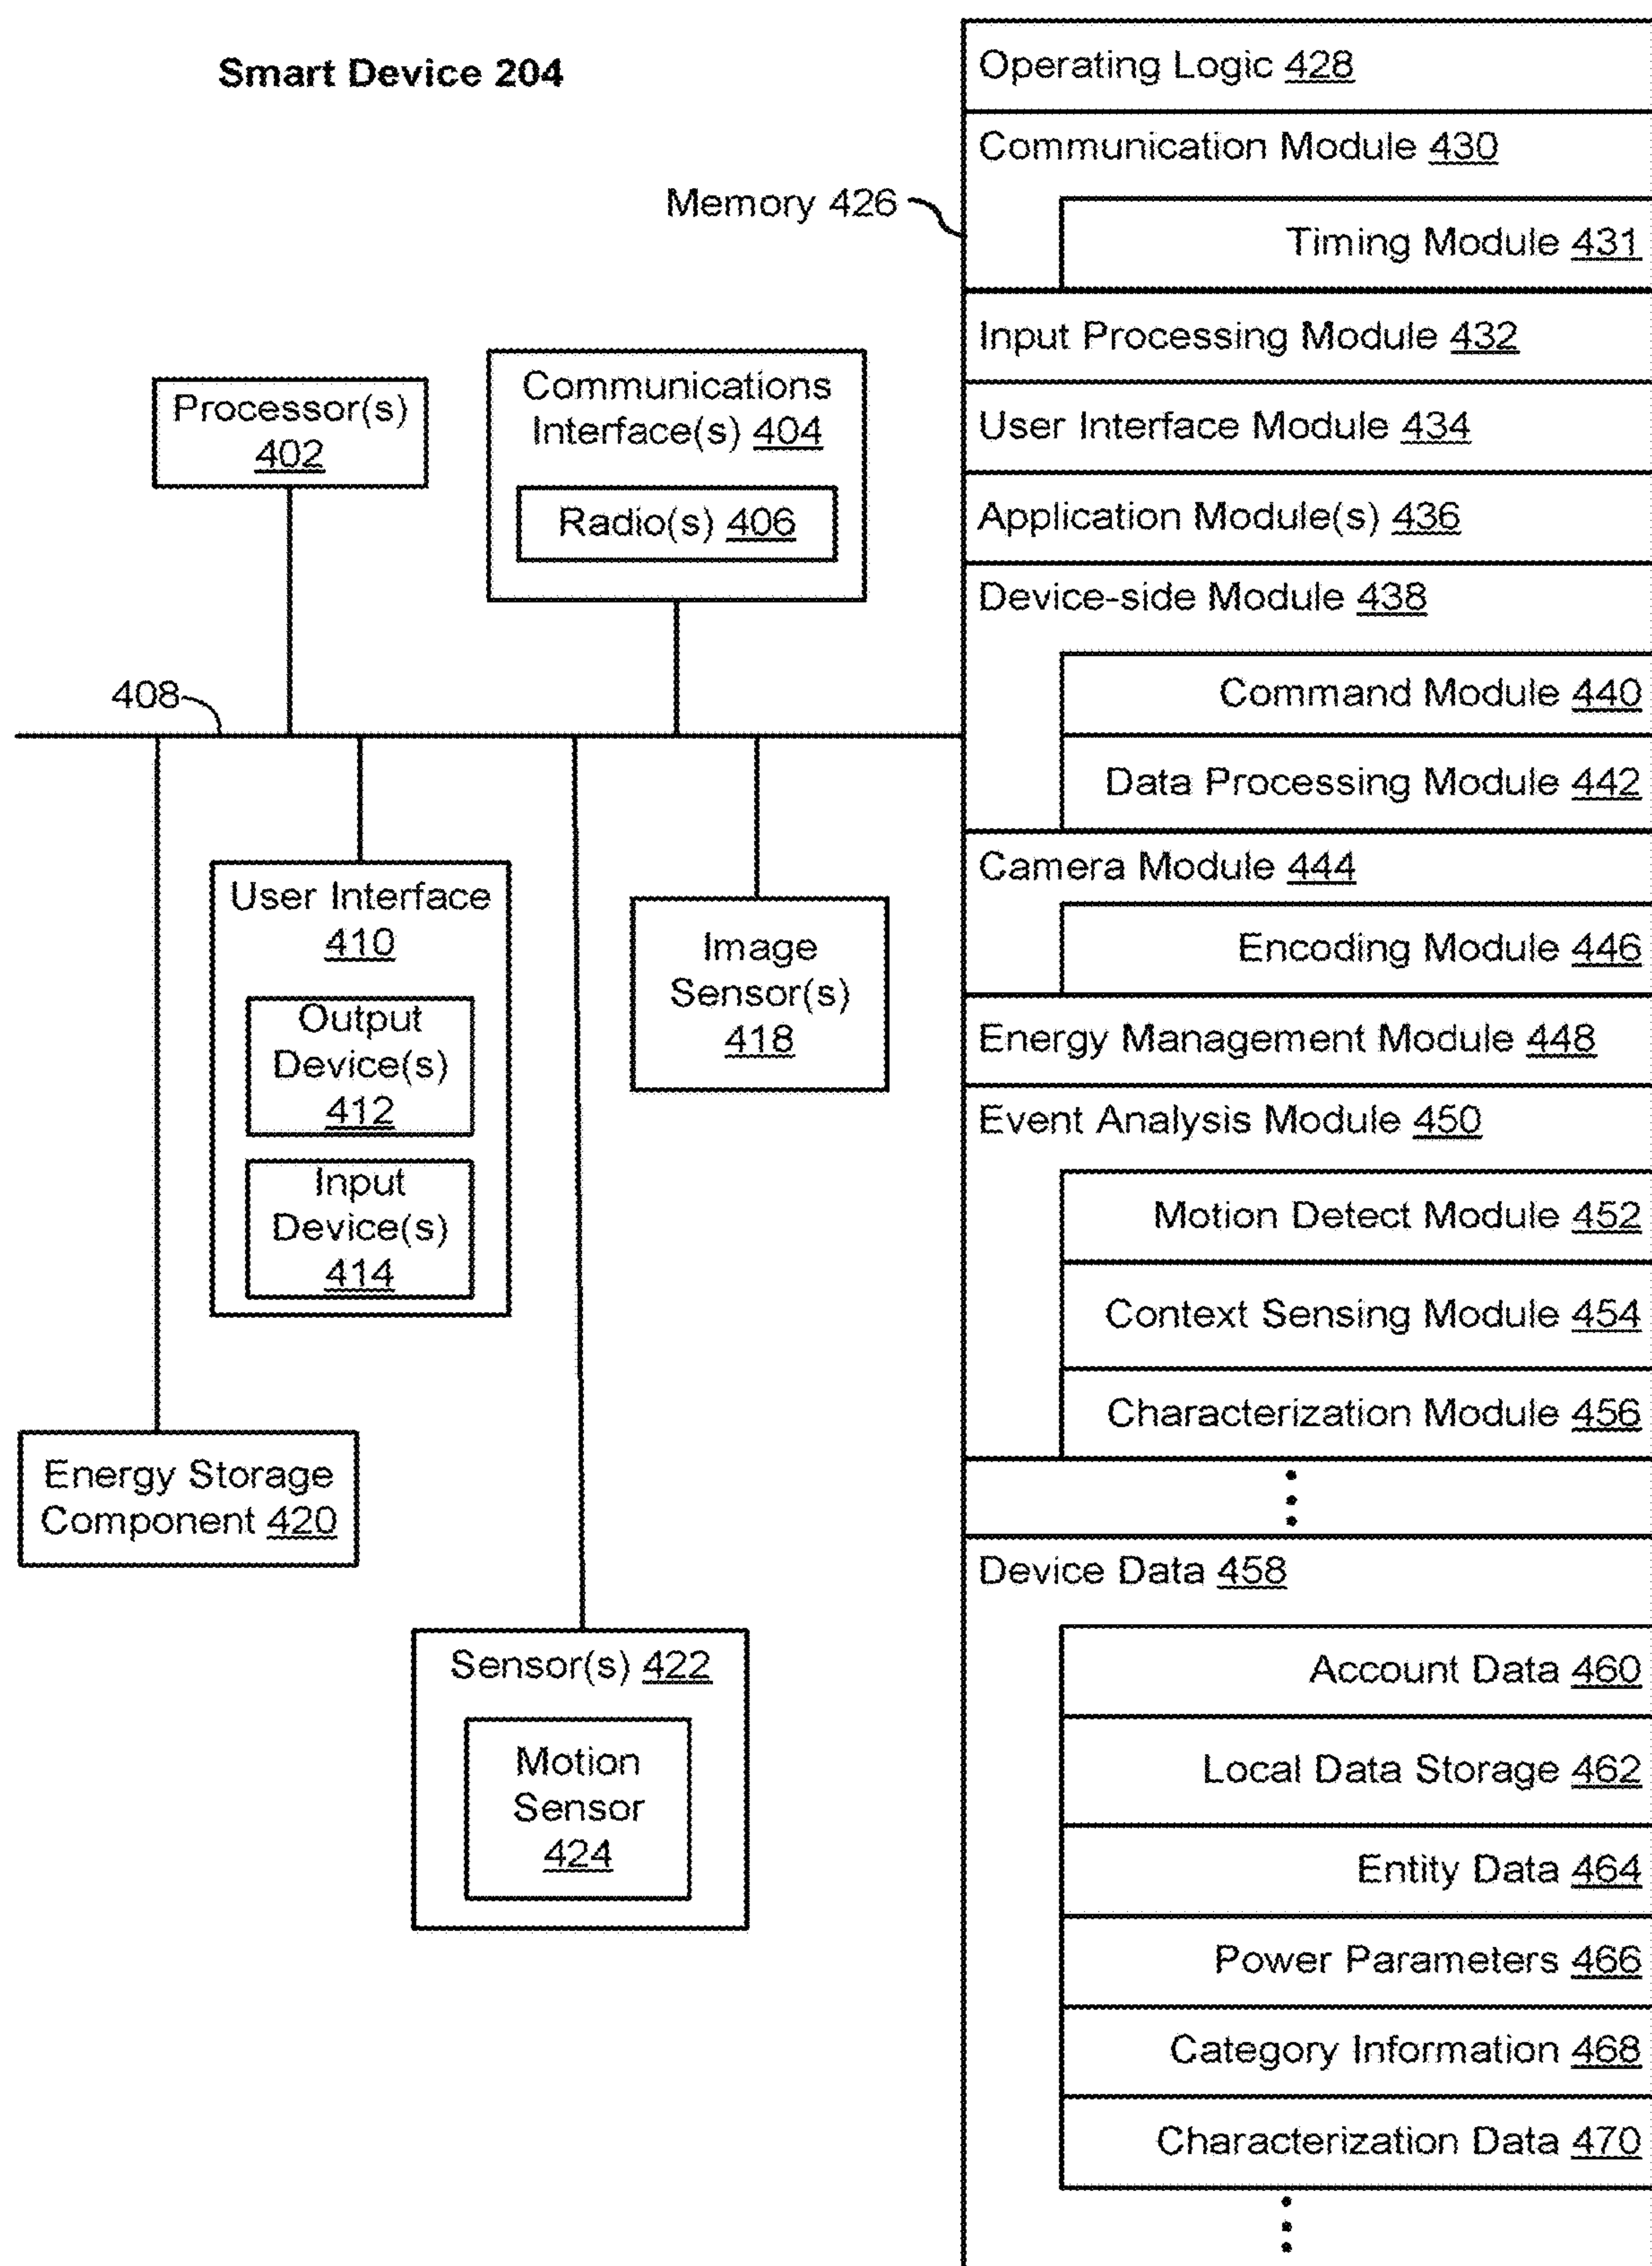 Smart Device 204
Processor(s)
402
Communications
Interface(s) 404
Radio(s) 406
408
User Interface
410
Output
Device(s)
412
Input
Device(s)
414
Image
Sensor(s)
418
Energy Storage
Component 420
Sensor(s) 422
Motion
Sensor
424
Memory 426
Operating Logic 428
Communication Module 430
Timing Module 431
Input Processing Module 432
User Interface Module 434
Application Module(s) 436
Device-side Module 438
Command Module 440
Data Processing Module 442
Camera Module 444
Encoding Module 446
Energy Management Module 448
Event Analysis Module 450
Motion Detect Module 452
Context Sensing Module 454
Characterization Module 456
Device Data 458
Account Data 460
Local Data Storage 462
Entity Data 464
Power Parameters 466
Category Information 468
Characterization Data 470